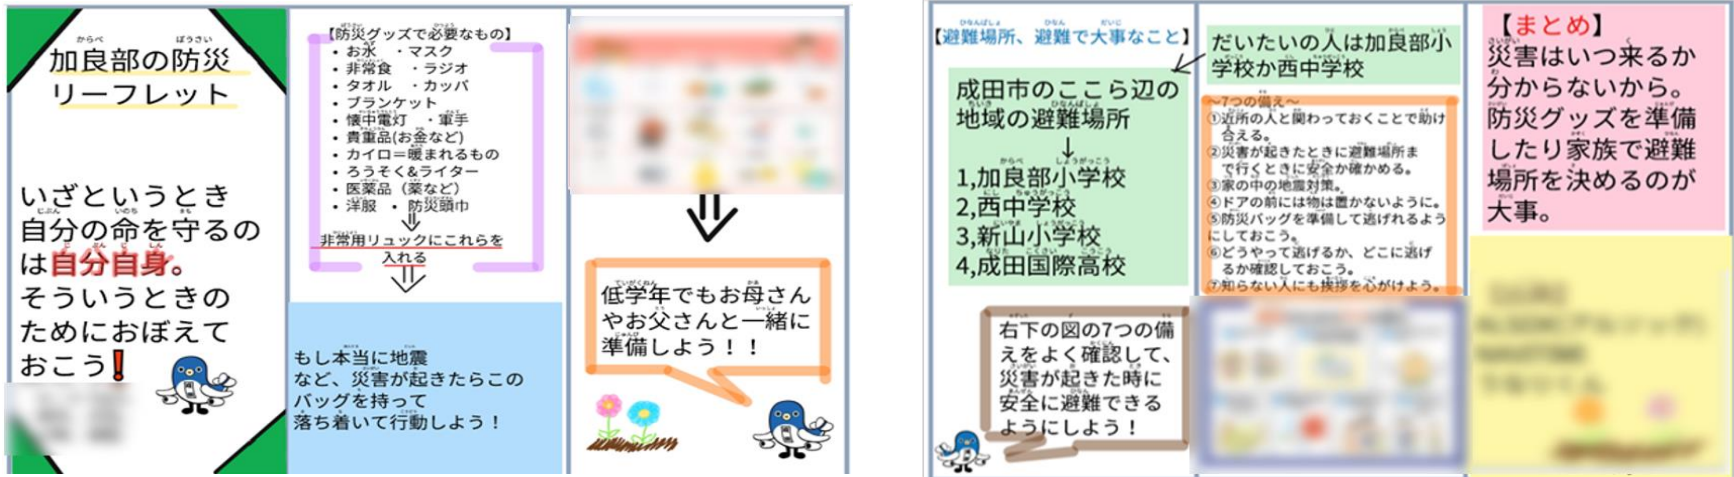 加良部の防災
リーフレット
いざというとき
自分の命を守るの
は自分自身。
そういうときの
ためにおぼえて
おこう!
【防災グッズで必要なもの】
・お水 ・マスク
・非常食 ・ラジオ
・タオル ・カッパ
・ブランケット
・懐中電灯 ・軍手
・貴重品(お金など)
・カイロ=暖まれるもの
・ろうそく&ライター
・医薬品(薬など)
・洋服 ・防災頭巾
非常用リュックにこれらを
入れる
もし本当に地震
など、災害が起きたらこの
バッグを持って
落ち着いて行動しよう!
低学年でもお母さん
やお父さんと一緒に
準備しよう!!
【避難場所、避難で大事なこと】
成田市のここら辺の
地域の避難場所
↓
1,加良部小学校
2,西中学校
3,新山小学校
4,成田国際高校
右下の図の7つの備
えをよく確認して、
災害が起きた時に
安全に避難できる
ようにしよう!
だいたいの人は加良部小
学校か西中学校
～7つの備え～
①近所の人と関わっておくことで助け
合える。
②災害が起きたときに避難場所ま
で行くときに安全か確かめる。
③家の中の地震対策。
④ドアの前には物は置かないように。
⑤防災バッグを準備して逃げれるよう
にしておこう。
⑥どうやって逃げるか、どこに逃げ
るか確認しておこう。
⑦知らない人にも挨拶を心がけよう。
【まとめ】
災害はいつ来るか
分からないから。
防災グッズを準備
したり家族で避難
場所を決めるのが
大事。